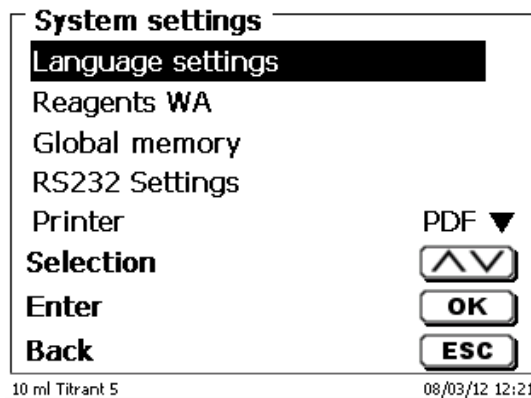 System settings
Language settings
Reagents WA
Global memory
RS232 Settings
Printer PDF ▼
Selection
Enter OK
Back ESC
10 ml Titrant 5 08/03/12 12:21